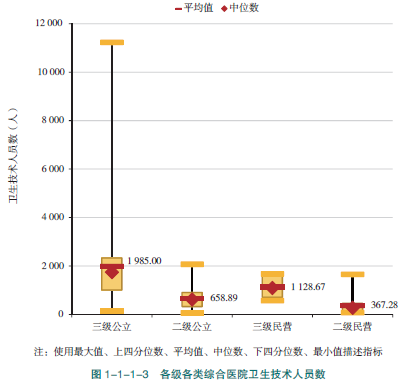 平均值 中位数
12 000
10 000
8 000
6 000
4 000
2 000
0
卫生技术人员数（人）
1 985.00
658.89
1 128.67
367.28
三级公立 二级公立 三级民营 二级民营
注：使用最大值、上四分位数、平均值、中位数、下四分位数、最小值描述指标
图 1-1-1-3 各级各类综合医院卫生技术人员数